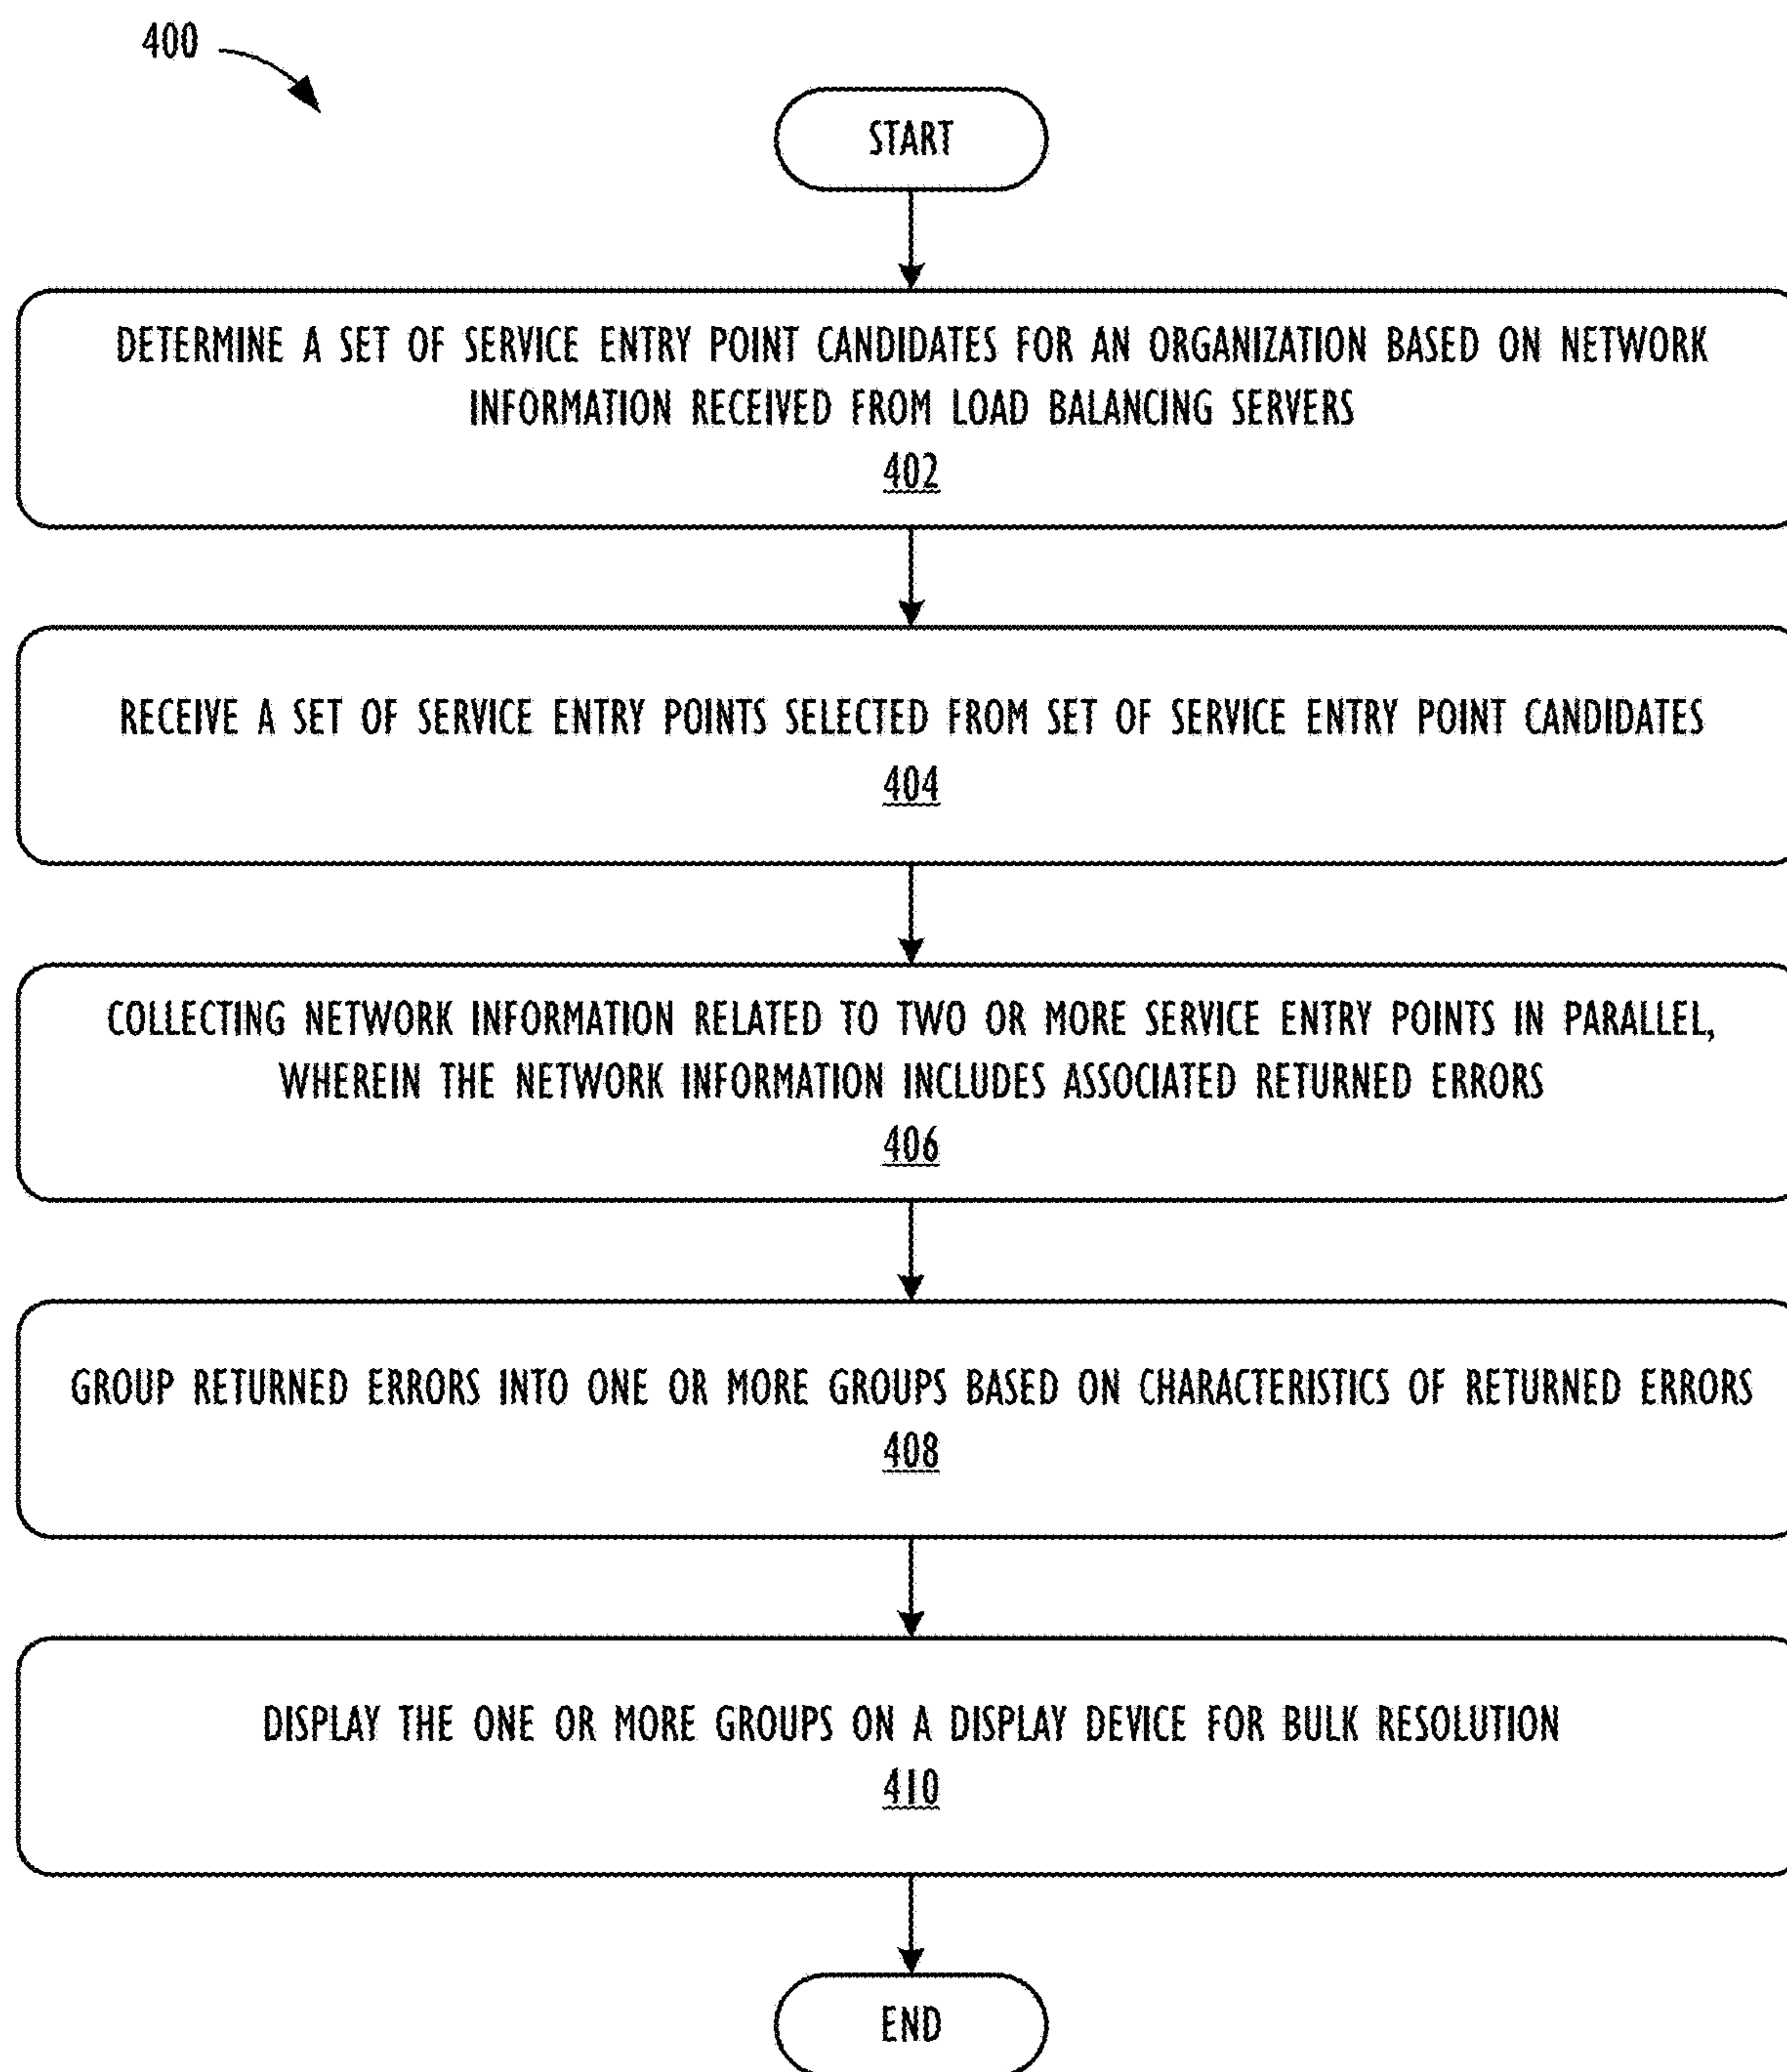 400
START
DETERMINE A SET OF SERVICE ENTRY POINT CANDIDATES FOR AN ORGANIZATION BASED ON NETWORK
INFORMATION RECEIVED FROM LOAD BALANCING SERVERS
402
RECEIVE A SET OF SERVICE ENTRY POINTS SELECTED FROM SET OF SERVICE ENTRY POINT CANDIDATES
404
COLLECTING NETWORK INFORMATION RELATED TO TWO OR MORE SERVICE ENTRY POINTS IN PARALLEL,
WHEREIN THE NETWORK INFORMATION INCLUDES ASSOCIATED RETURNED ERRORS
406
GROUP RETURNED ERRORS INTO ONE OR MORE GROUPS BASED ON CHARACTERISTICS OF RETURNED ERRORS
408
DISPLAY THE ONE OR MORE GROUPS ON A DISPLAY DEVICE FOR BULK RESOLUTION
410
END